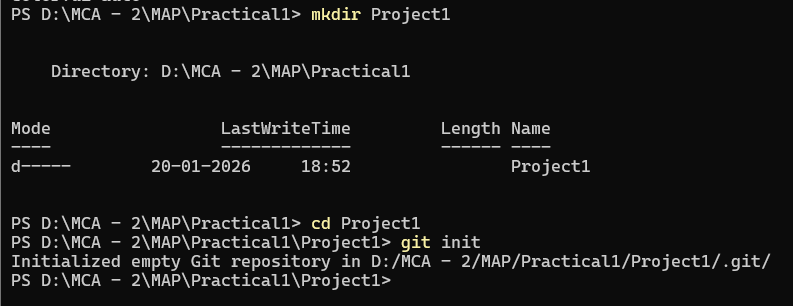 PS D:\MCA - 2\MAP\Practical1> mkdir Project1
Directory: D:\MCA - 2\MAP\Practical1
Mode LastWriteTime Length Name
---- ------------- ------ ----
d----- 20-01-2026 18:52 Project1
PS D:\MCA - 2\MAP\Practical1> cd Project1
PS D:\MCA - 2\MAP\Practical1\Project1> git init
Initialized empty Git repository in D:/MCA - 2/MAP/Practical1/Project1/.git/
PS D:\MCA - 2\MAP\Practical1\Project1>